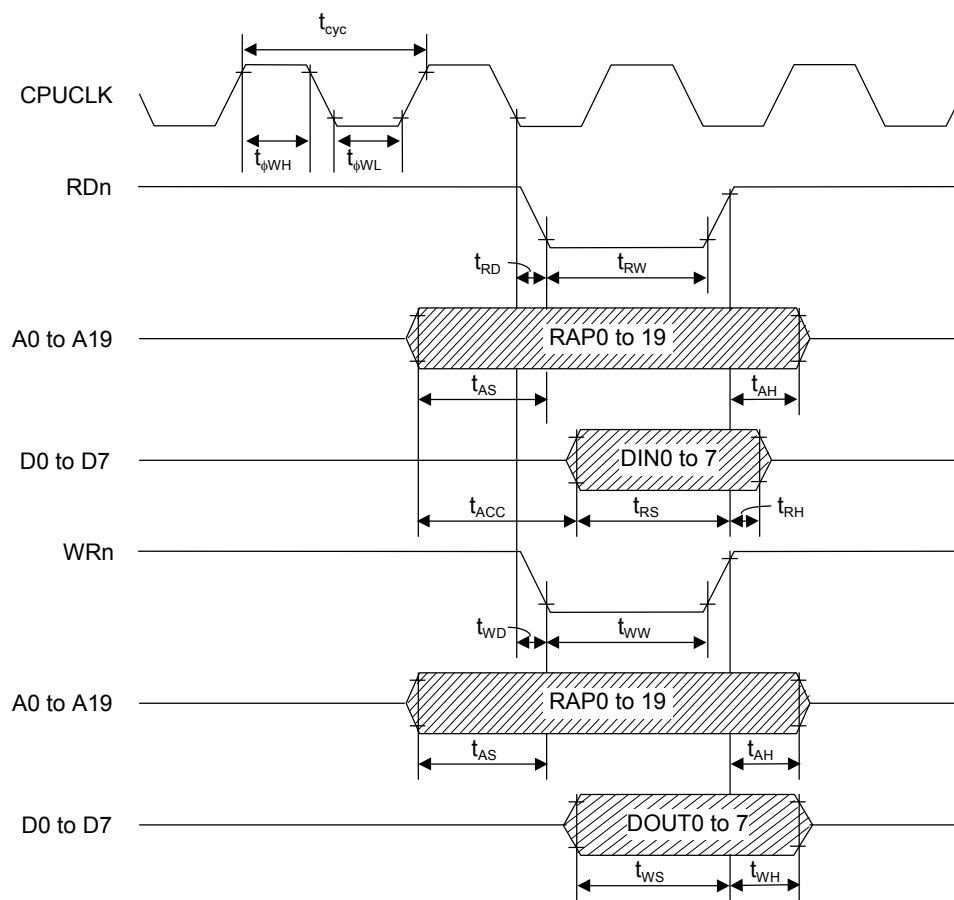 tcyc
CPUCLK
tϕWH tϕWL
RDn
tRD tRW
A0 to A19 RAP0 to 19
tAS tAH
D0 to D7 DIN0 to 7
tACC tRS tRH
WRn
tWD tWW
A0 to A19 RAP0 to 19
tAS tAH
D0 to D7 DOUT0 to 7
tWS tWH